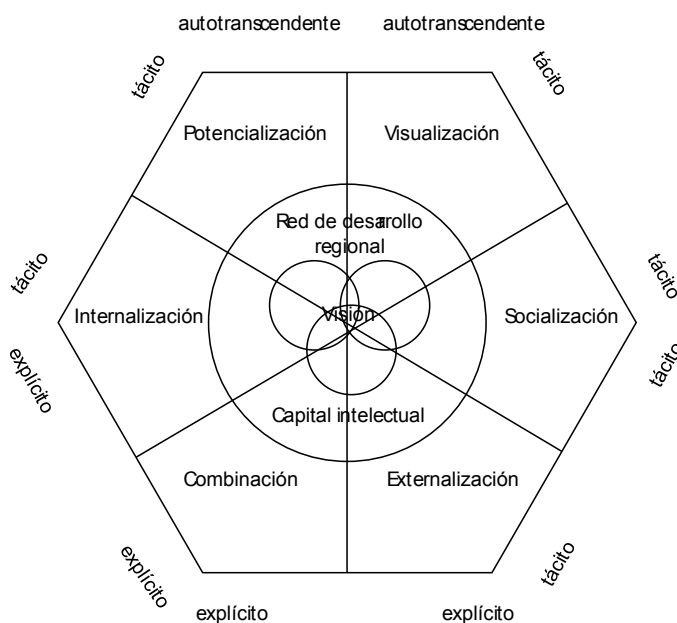 autotranscendente
autotranscendente
tácito
tácito
Potencialización
Visualización
Red de desarrollo
regional
tácito
tácito
Internalización
Visión
Socialización
explícito
tácito
Capital intelectual
Combinación
Externalización
explícito
tácito
explícito
explícito